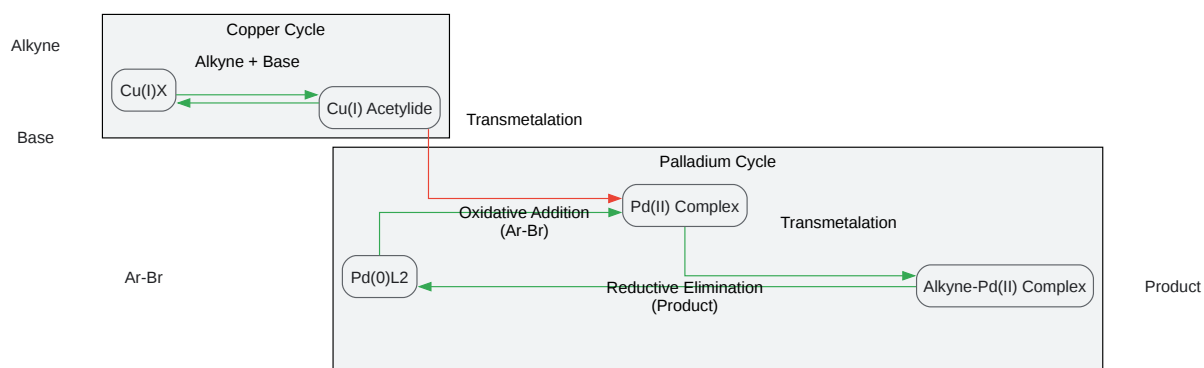 Copper Cycle
Alkyne
Alkyne + Base
Cu(I)X
Cu(I) Acetylide
Transmetalation
Base
Palladium Cycle
Pd(II) Complex
Oxidative Addition
(Ar-Br)
Transmetalation
Ar-Br
Pd(0)L2
Reductive Elimination
(Product)
Alkyne-Pd(II) Complex
Product